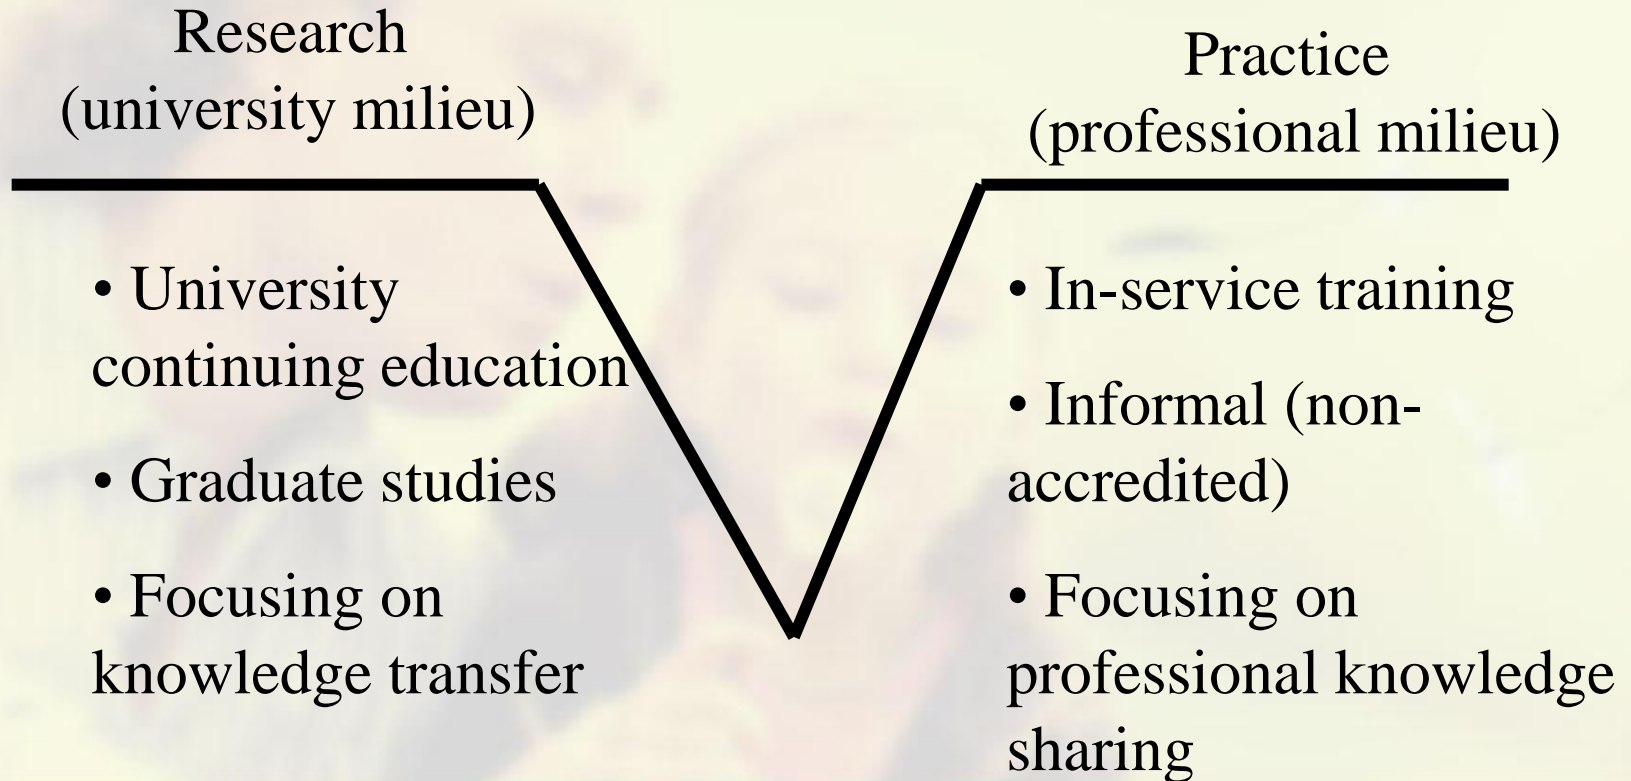 Research
(university milieu)
• University
continuing education
• Graduate studies
• Focusing on
knowledge transfer
Practice
(professional milieu)
• In-service training
• Informal (non-
accredited)
• Focusing on
professional knowledge
sharing